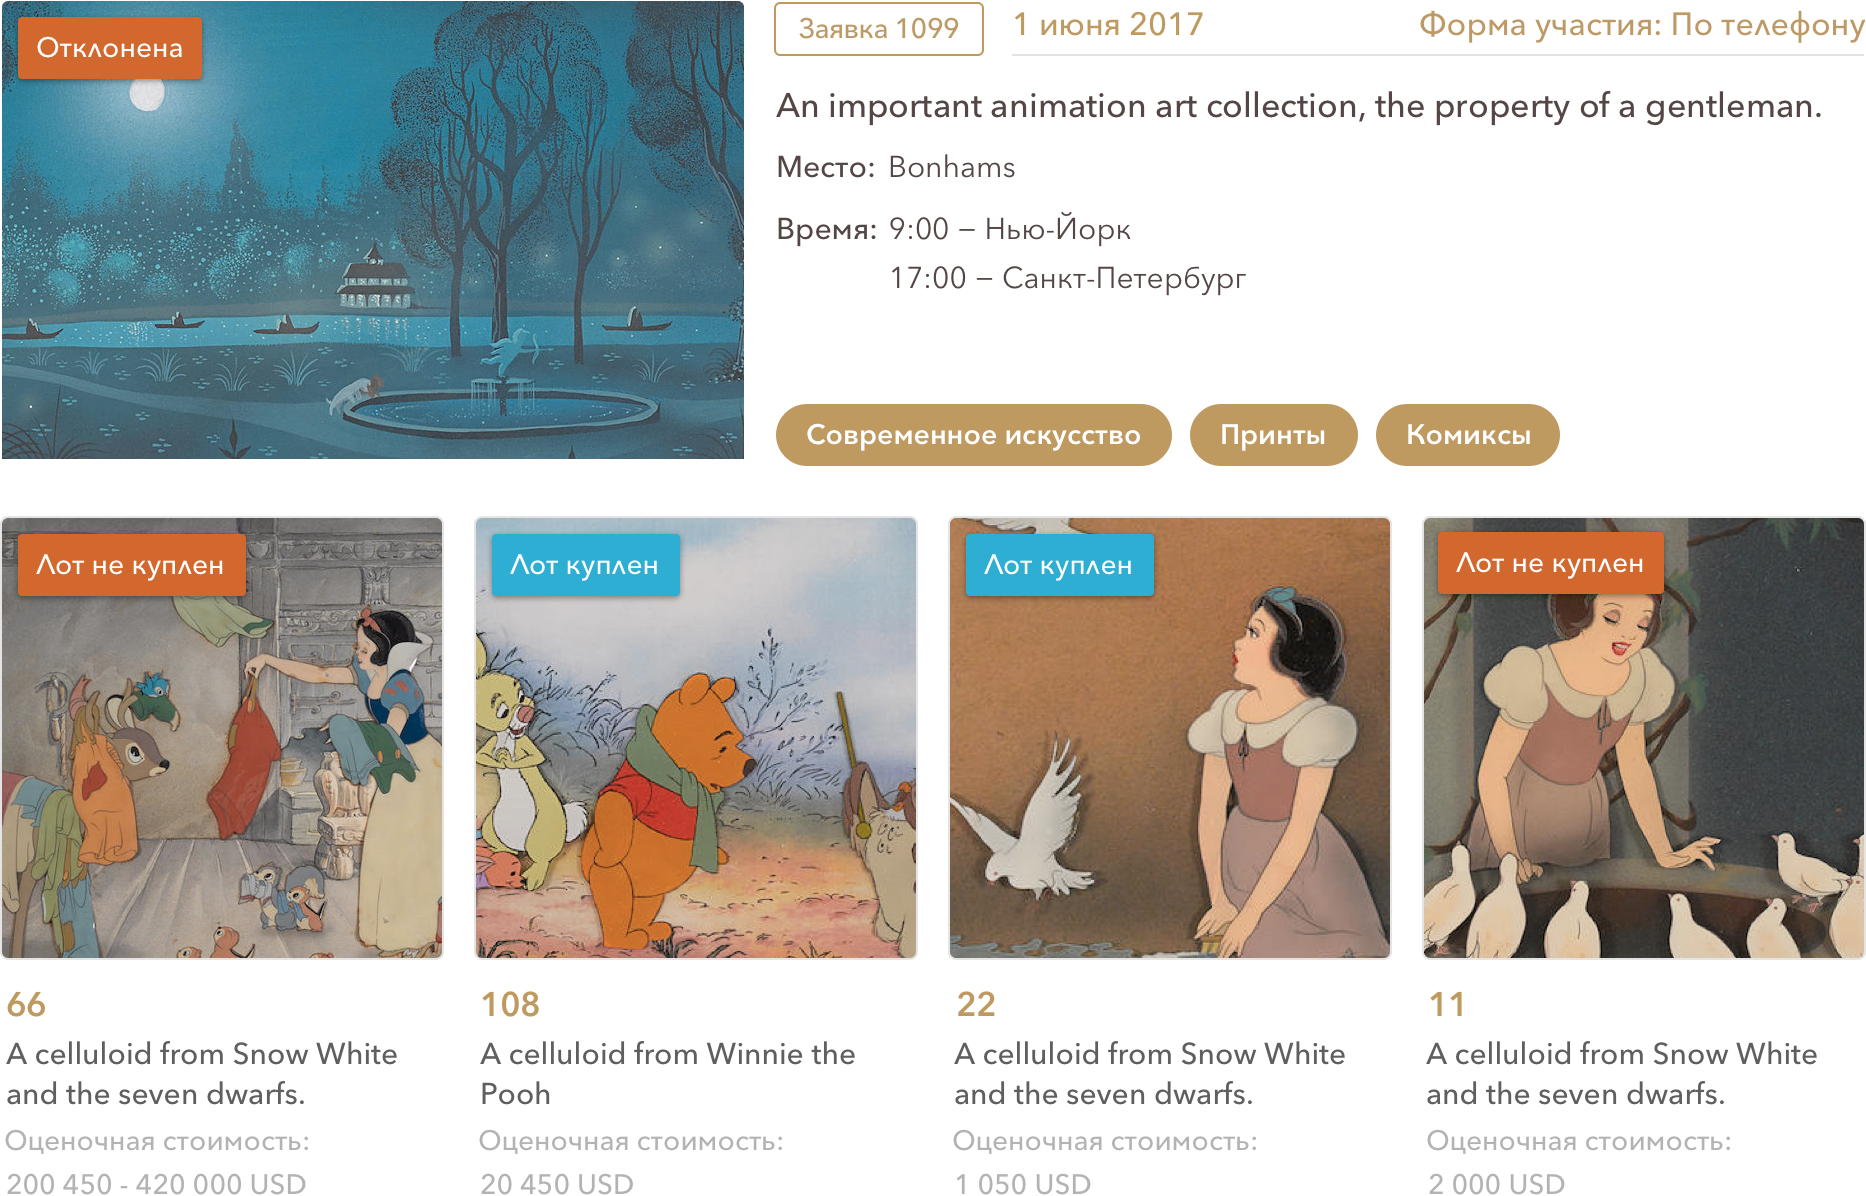 Отклонена
Заявка 1099
1 июня 2017
Форма участия: По телефону
An important animation art collection, the property of a gentleman.
Место: Bonhams
Время: 9:00 – Нью-Йорк
17:00 – Санкт-Петербург
Современное искусство
Принты
Комиксы
Лот не куплен
66
A celluloid from Snow White
and the seven dwarfs.
Оценочная стоимость:
200 450 - 420 000 USD
Лот куплен
108
A celluloid from Winnie the
Pooh
Оценочная стоимость:
20 450 USD
Лот куплен
22
A celluloid from Snow White
and the seven dwarfs.
Оценочная стоимость:
1 050 USD
Лот не куплен
11
A celluloid from Snow White
and the seven dwarfs.
Оценочная стоимость:
2 000 USD